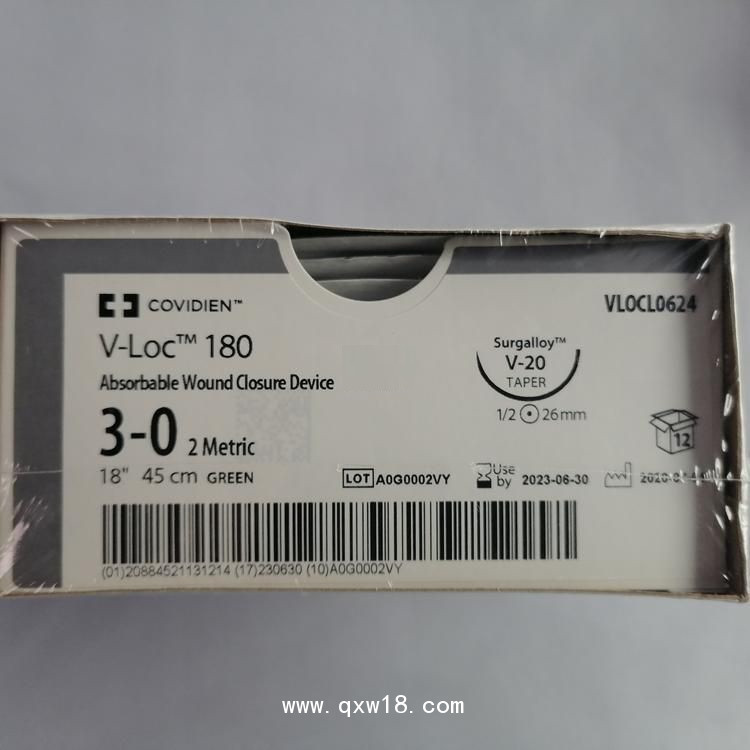 COVIDIEN™
VLOCL0624
V-Loc™ 180
Absorbable Wound Closure Device
Surgalloy™
V-20
TAPER
1/2 26mm
3-0 2 Metric
12
18" 45 cm GREEN
LOT A0G0002VY
Use by 2023-06-30
(01)20884521131214 (17)230630 (10)A0G0002VY
www.qxw18.com